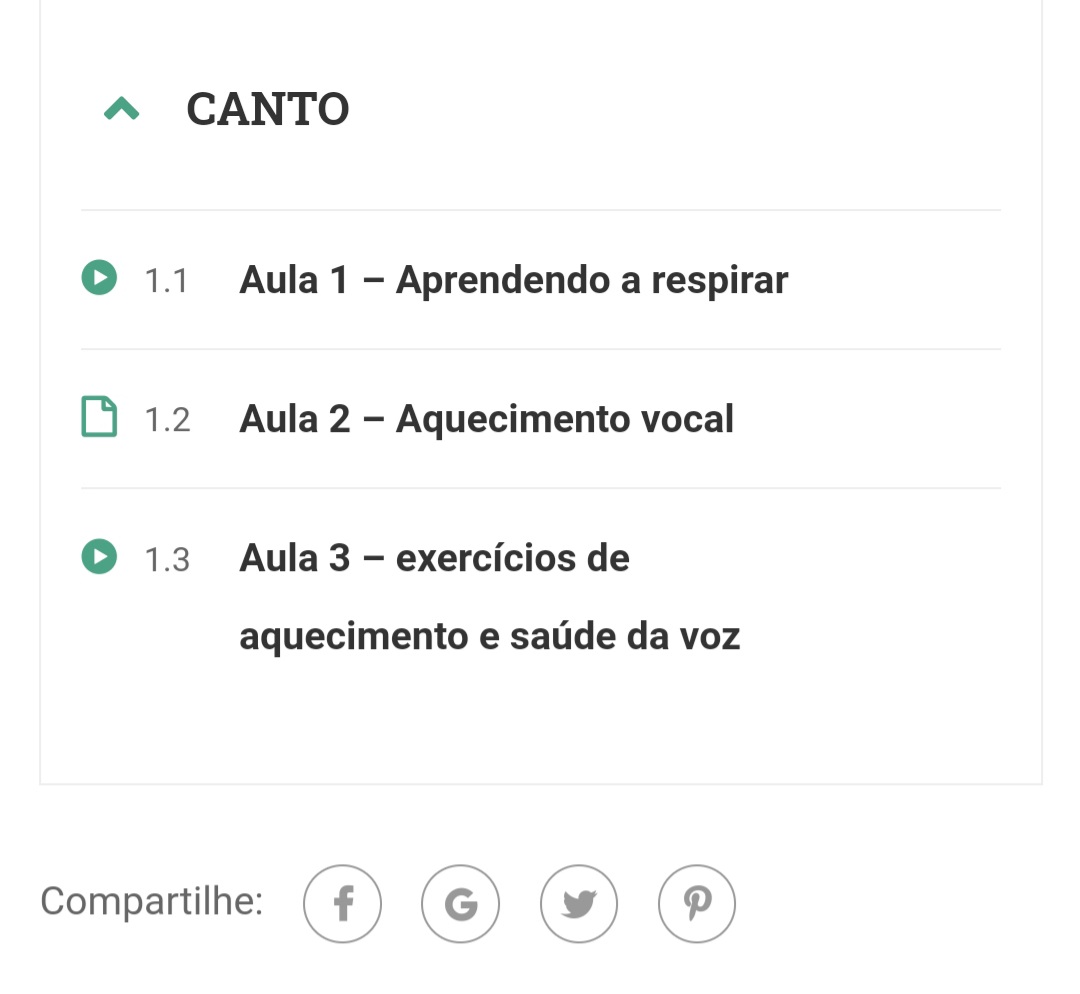 CANTO
1.1 Aula 1 – Aprendendo a respirar
1.2 Aula 2 – Aquecimento vocal
1.3 Aula 3 – exercícios de
aquecimento e saúde da voz
Compartilhe: